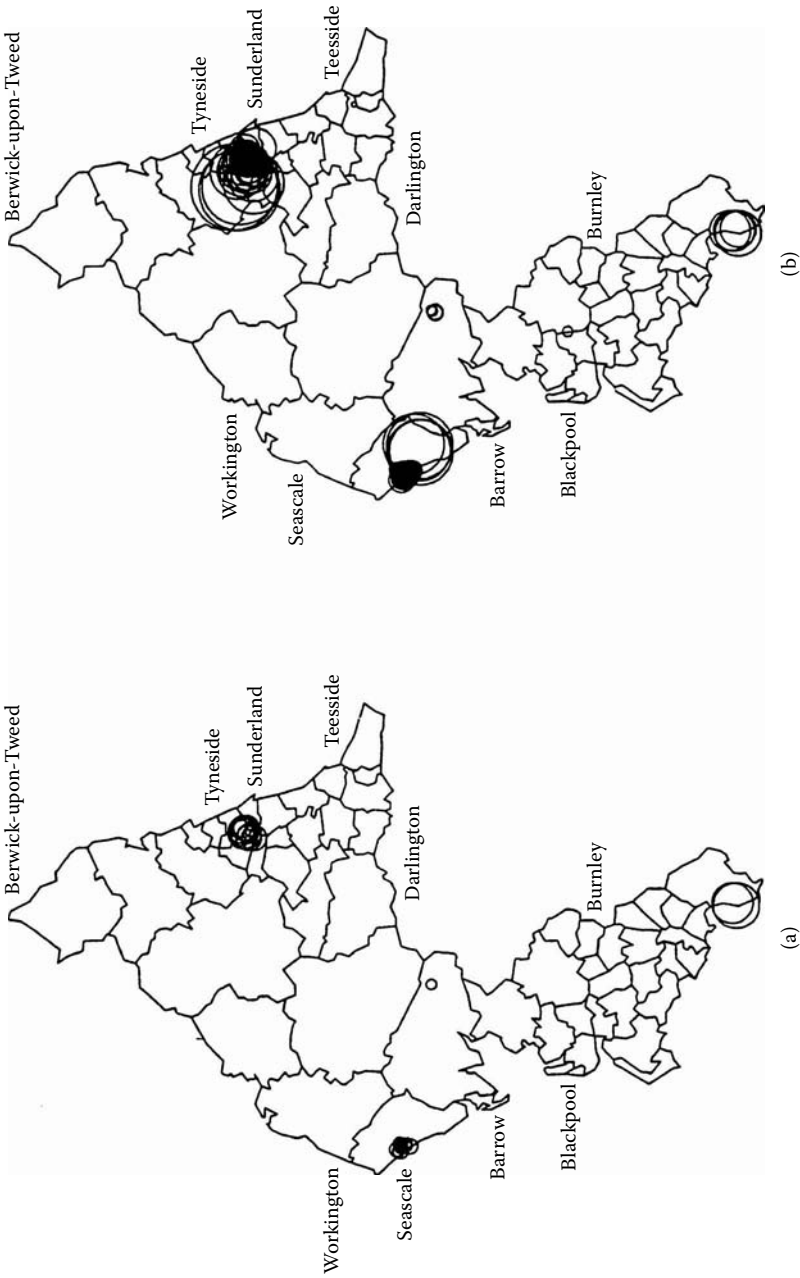 Berwick-upon-Tweed
Tyneside
Sunderland
Teesside
Workington
Seascale
Darlington
Barrow
Burnley
Blackpool
(a)
Berwick-upon-Tweed
Tyneside
Sunderland
Teesside
Workington
Seascale
Darlington
Barrow
Burnley
Blackpool
(b)